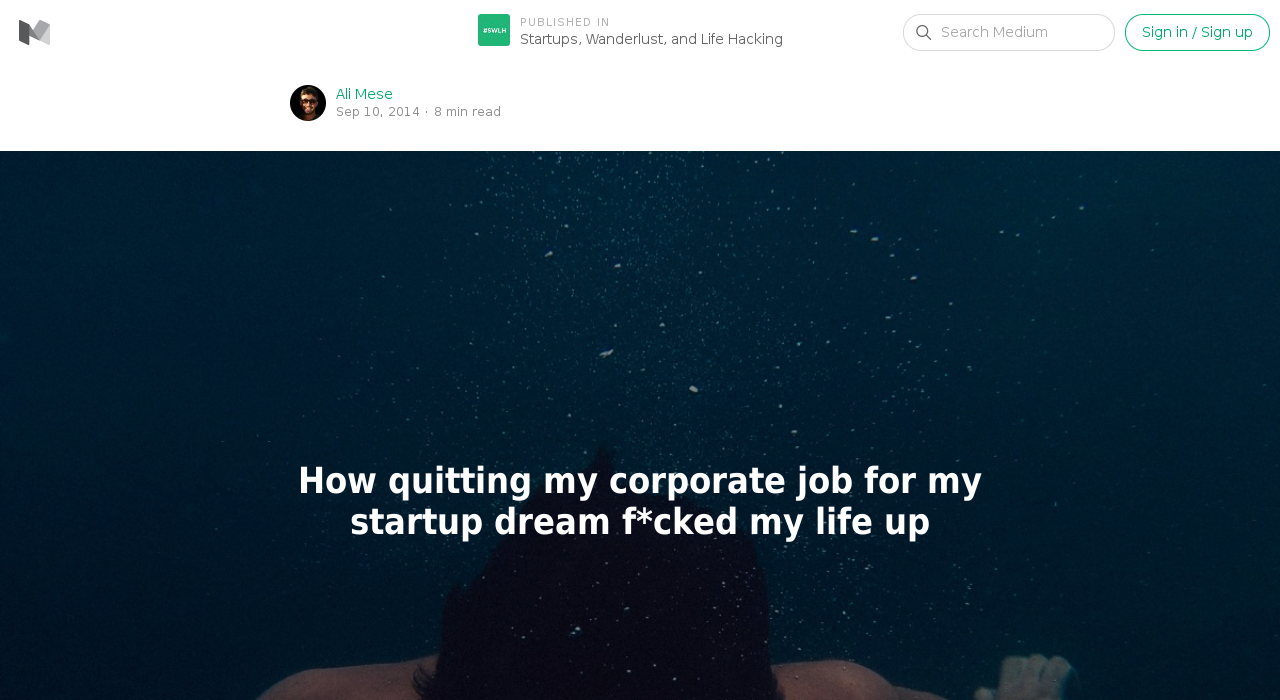 #SWLH
PUBLISHED IN
Startups, Wanderlust, and Life Hacking
Search Medium
Sign in / Sign up
Ali Mese
Sep 10, 2014 · 8 min read
How quitting my corporate job for my
startup dream f*cked my life up